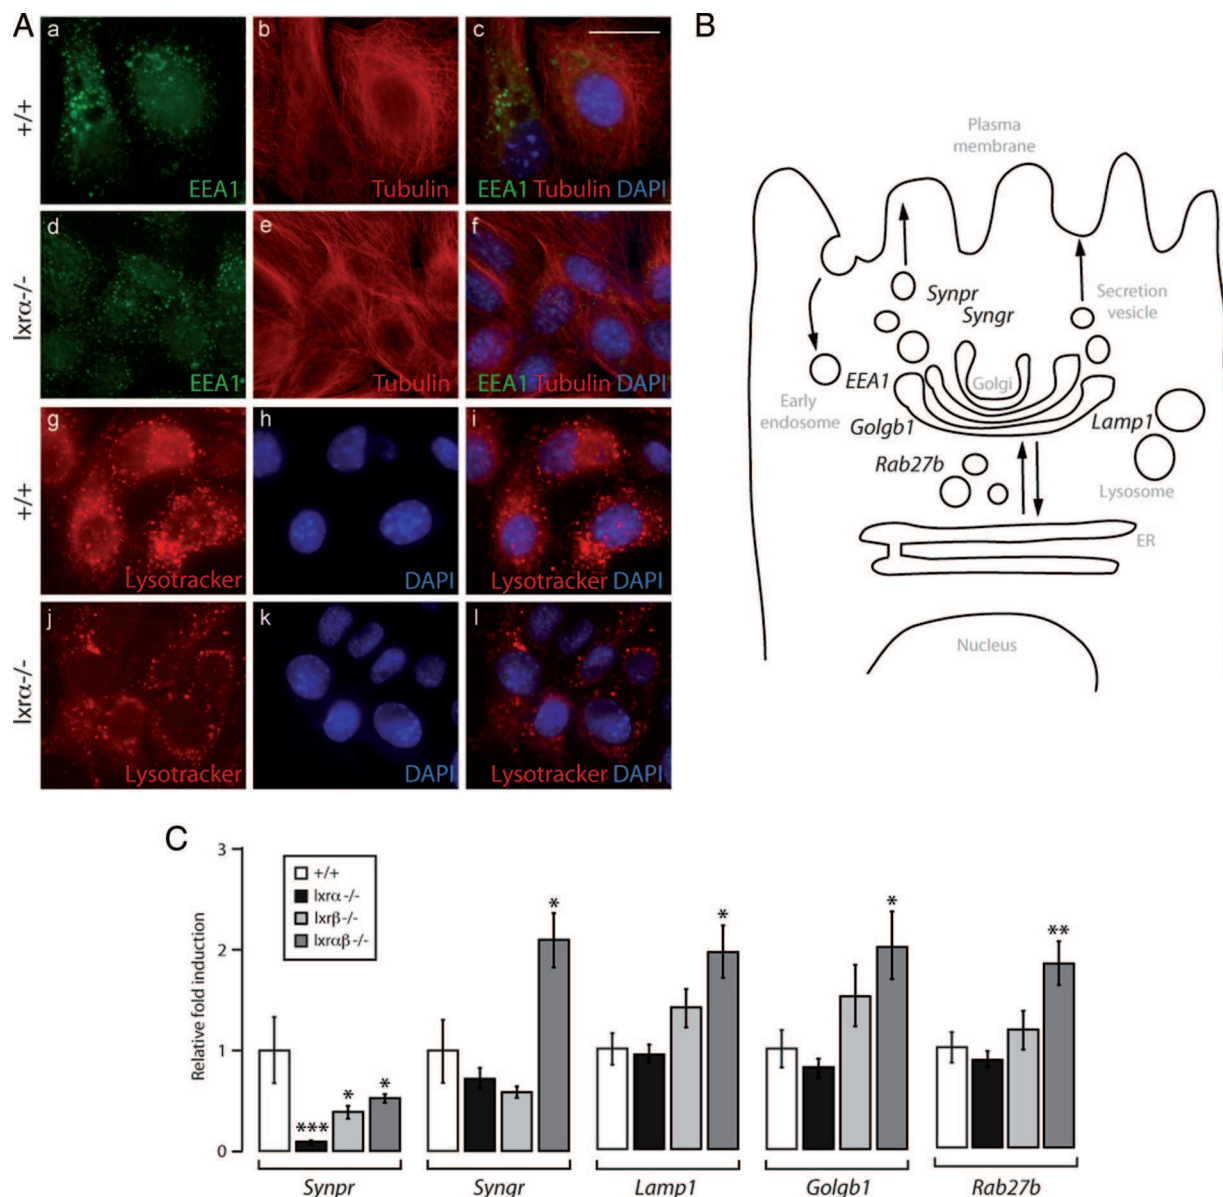 A
a
b
c
+/+
EEA1
Tubulin
EEA1 Tubulin DAPI
d
e
f
lxrα-/-
EEA1
Tubulin
EEA1 Tubulin DAPI
g
h
i
+/+
Lysotracker
DAPI
Lysotracker DAPI
j
k
l
lxrα-/-
Lysotracker
DAPI
Lysotracker DAPI
B
Plasma
membrane
Synpr
Syngr
Secretion
vesicle
EEA1
Golgi
Early
endosome
Golgb1
Lamp1
Rab27b
Lysosome
ER
Nucleus
C
3
2
1
0
Relative fold induction
+/+
lxrα-/-
lxrβ-/-
lxrαβ-/-
***
*
*
*
*
*
**
Synpr
Syngr
Lamp1
Golgb1
Rab27b